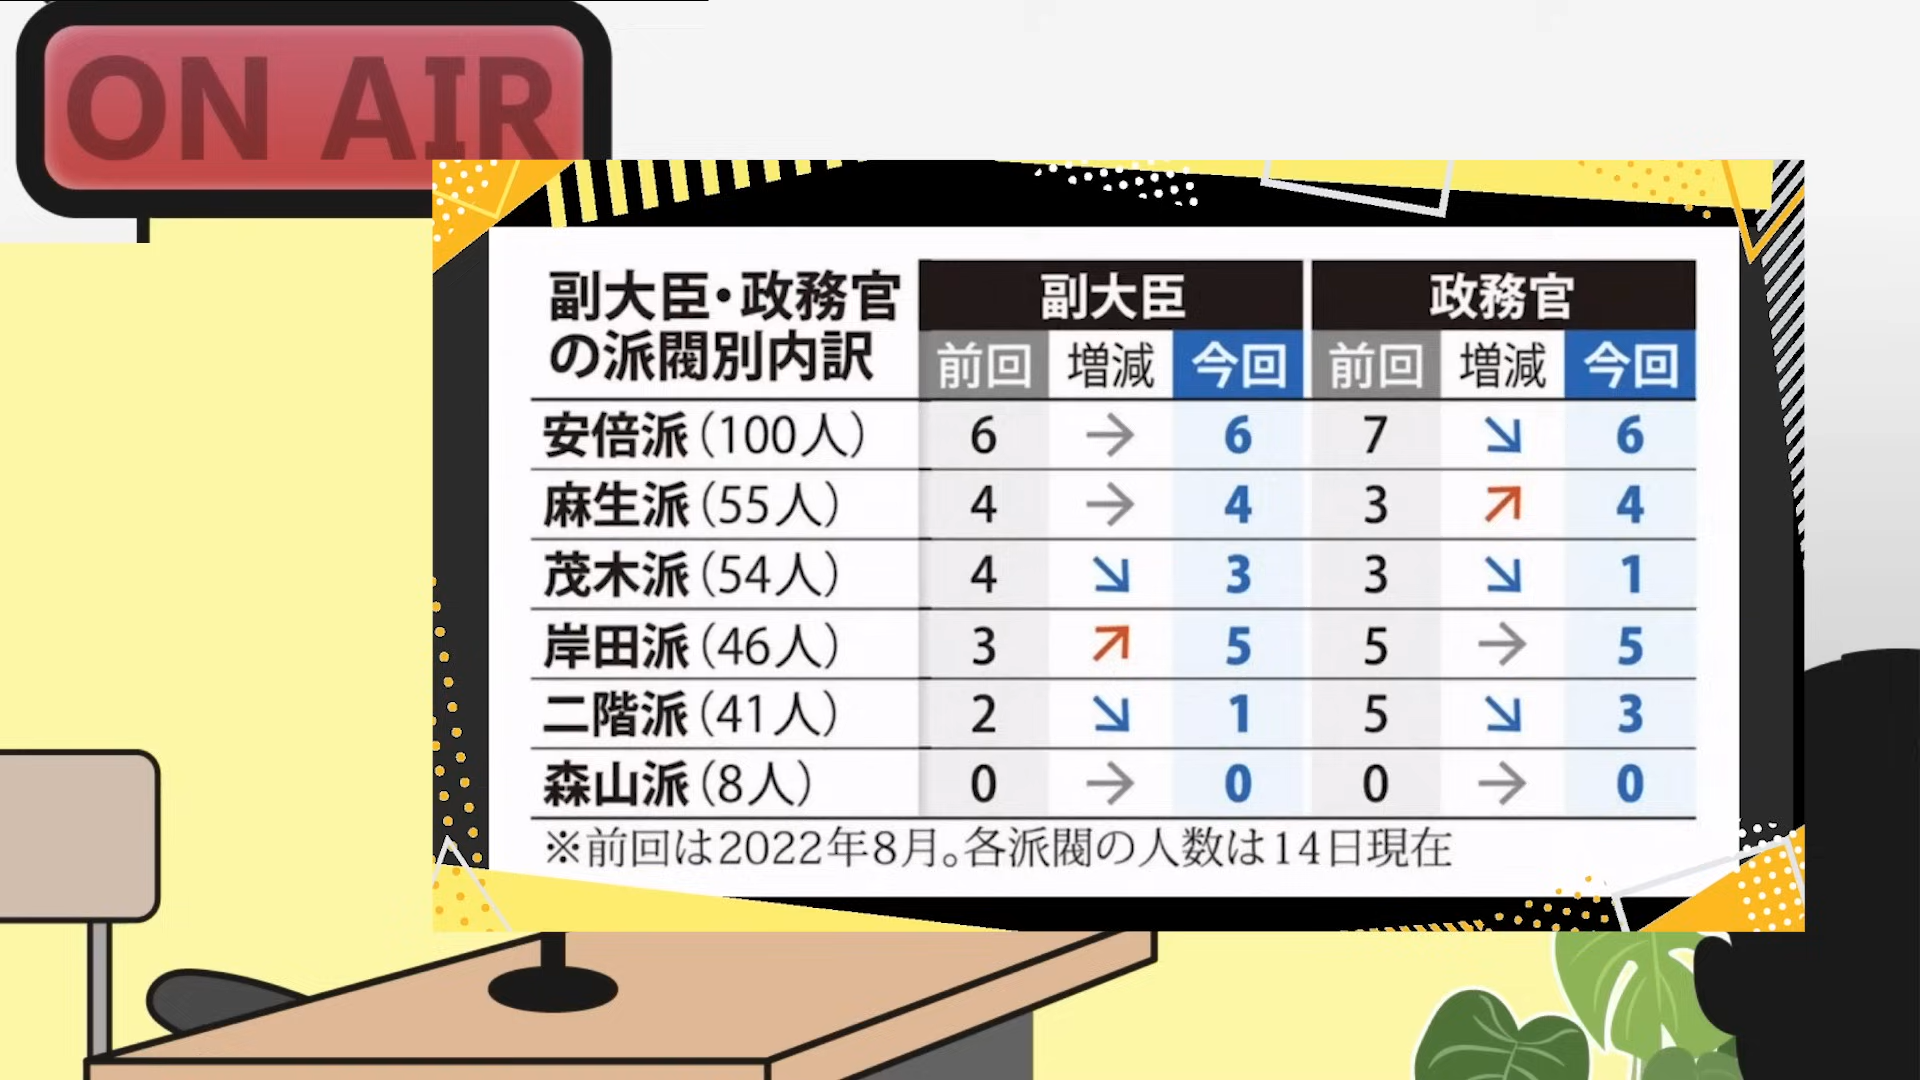 ON AIR
副大臣・政務官
の派閥別内訳
副大臣 政務官
前回 増減 今回 前回 増減 今回
安倍派(100人) 6 → 6 7 ↘ 6
麻生派(55人) 4 → 4 3 ↗ 4
茂木派(54人) 4 ↘ 3 3 ↘ 1
岸田派(46人) 3 ↗ 5 5 → 5
二階派(41人) 2 ↘ 1 5 ↘ 3
森山派(8人) 0 → 0 0 → 0
※前回は2022年8月。各派閥の人数は14日現在